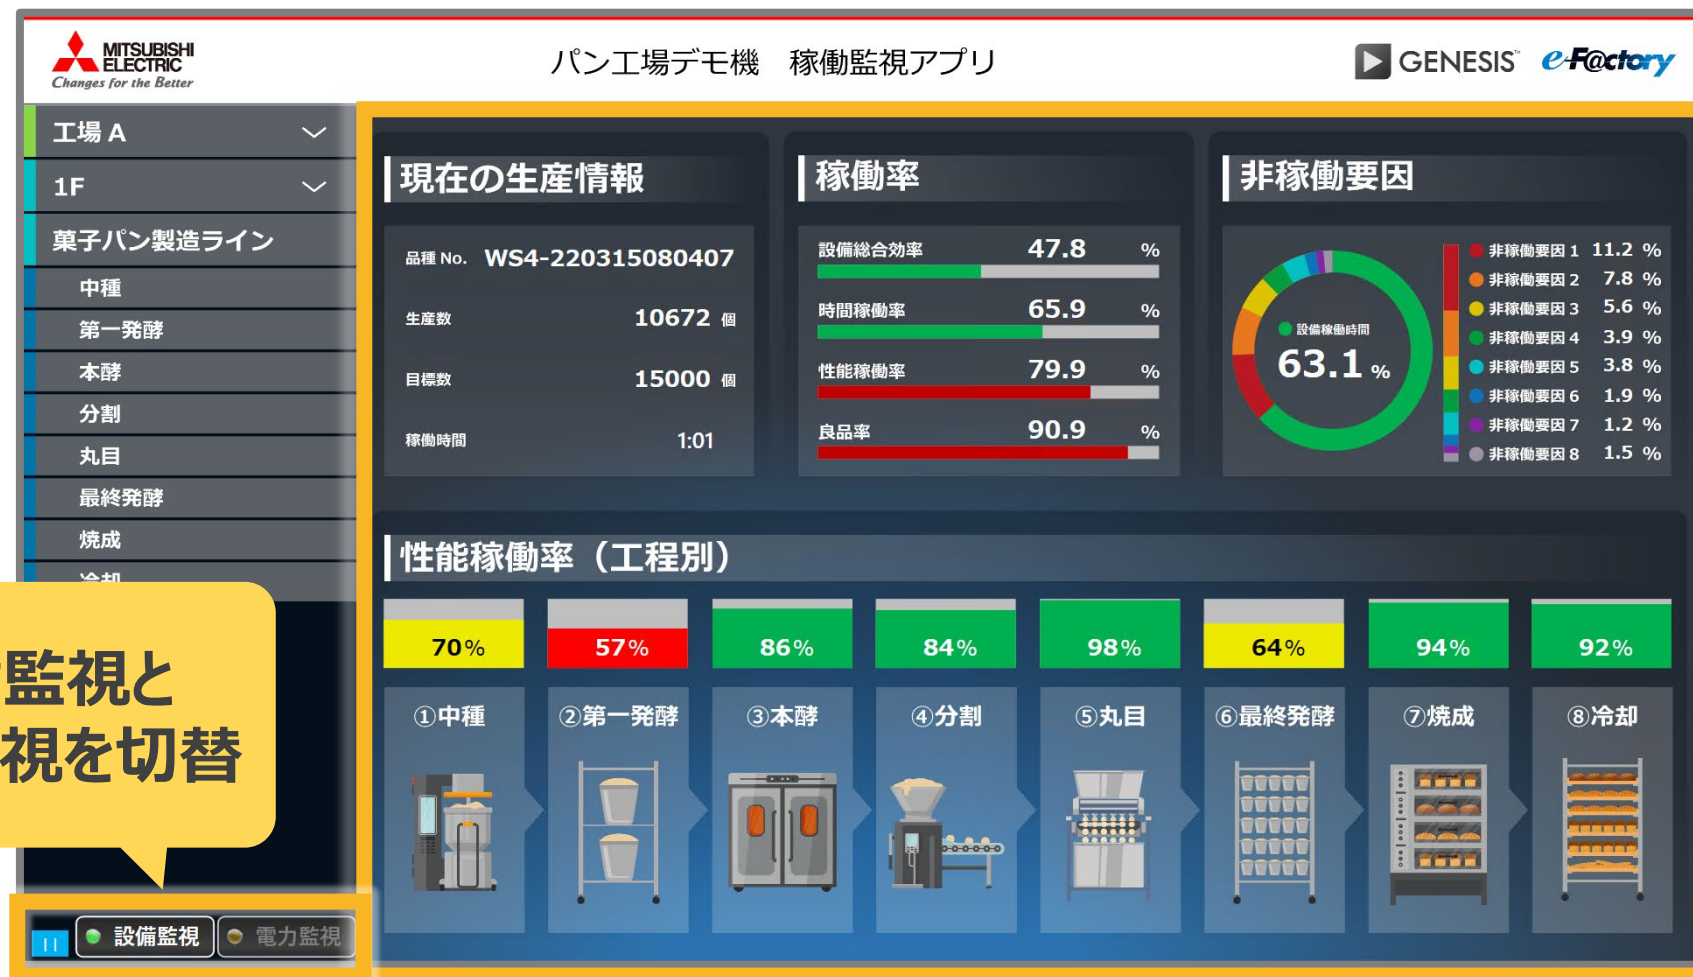 MITSUBISHI
ELECTRIC
Changes for the Better
パン工場デモ機 稼働監視アプリ
GENESIS™
e-F@ctory
工場 A
1F
菓子パン製造ライン
中種
第一発酵
本酵
分割
丸目
最終発酵
焼成
冷却
監視と
視を切替
設備監視
電力監視
現在の生産情報
品種 No. WS4-220315080407
生産数 10672 個
目標数 15000 個
稼働時間 1:01
稼働率
設備総合効率 47.8 %
時間稼働率 65.9 %
性能稼働率 79.9 %
良品率 90.9 %
非稼働要因
設備稼働時間
63.1 %
非稼働要因 1 11.2 %
非稼働要因 2 7.8 %
非稼働要因 3 5.6 %
非稼働要因 4 3.9 %
非稼働要因 5 3.8 %
非稼働要因 6 1.9 %
非稼働要因 7 1.2 %
非稼働要因 8 1.5 %
性能稼働率（工程別）
70% 57% 86% 84% 98% 64% 94% 92%
①中種 ②第一発酵 ③本酵 ④分割 ⑤丸目 ⑥最終発酵 ⑦焼成 ⑧冷却